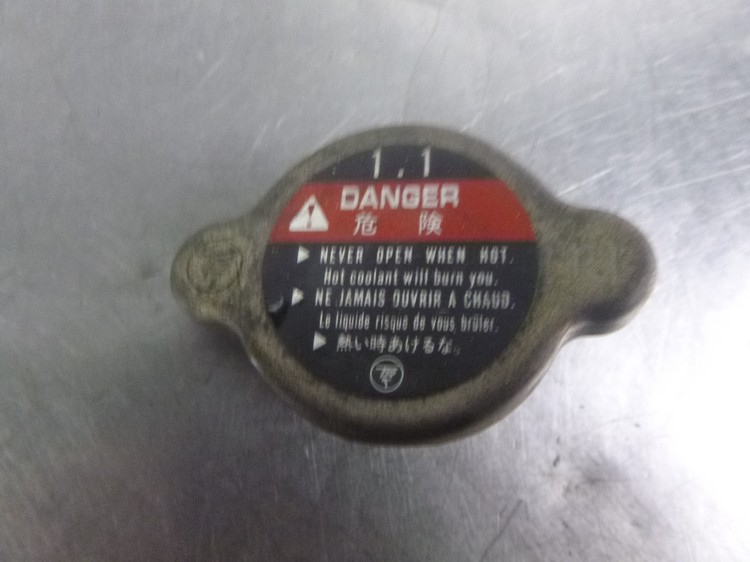 1.1
DANGER
危険
NEVER OPEN WHEN HOT.
Hot coolant will burn you.
NE JAMAIS OUVRIR A CHAUD.
Le liquide risque de vous brûler.
熱い時あけるな。